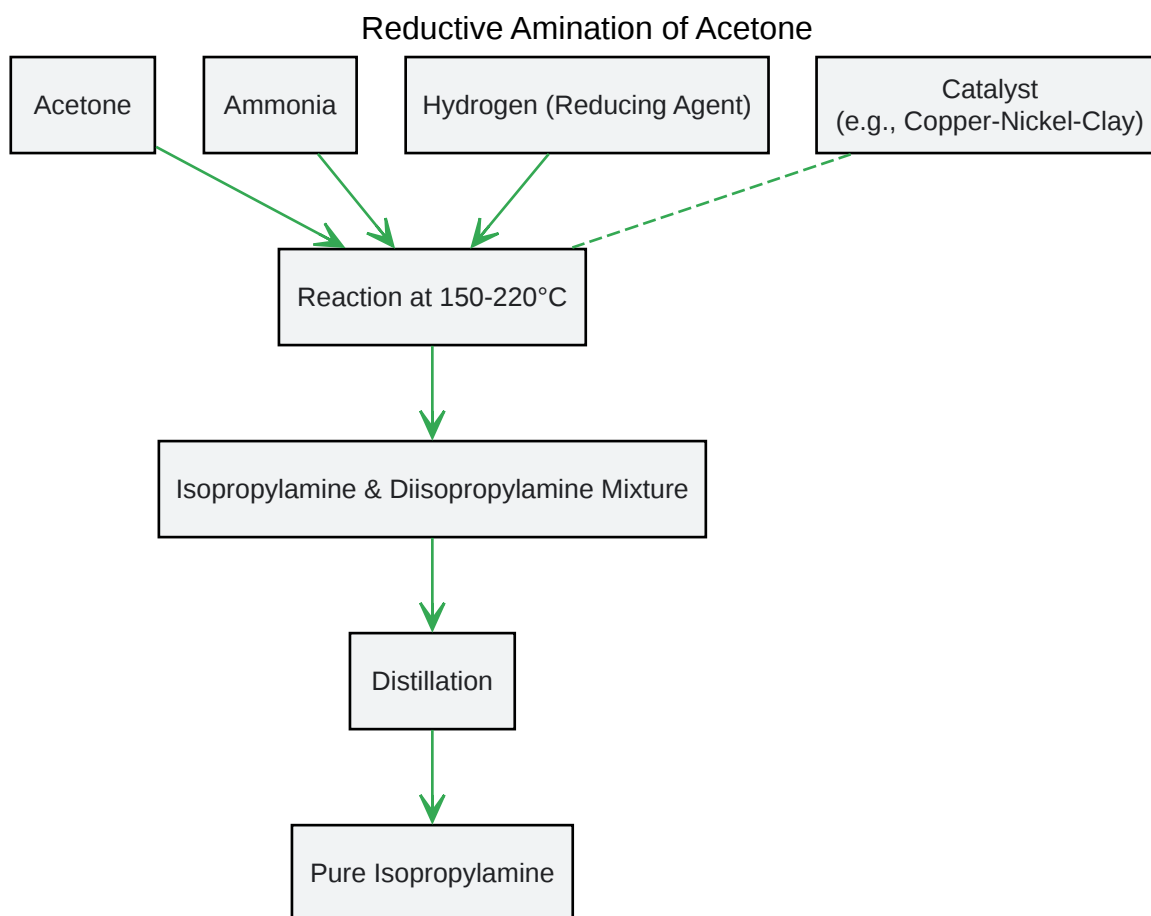 Reductive Amination of Acetone
Acetone
Ammonia
Hydrogen (Reducing Agent)
Catalyst
(e.g., Copper-Nickel-Clay)
Reaction at 150-220°C
Isopropylamine & Diisopropylamine Mixture
Distillation
Pure Isopropylamine